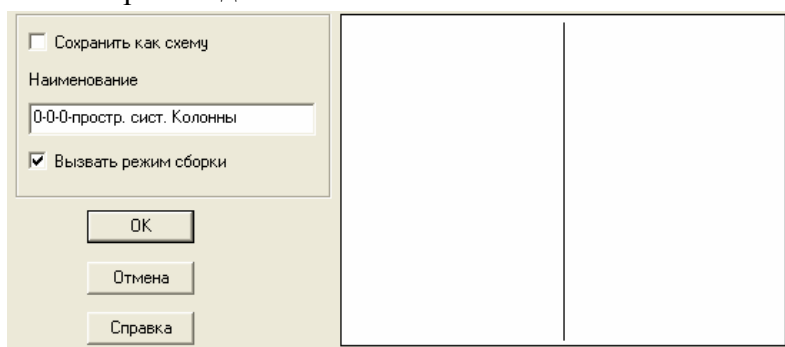 Сохранить как схему
Наименование
0-0-0-простр. сист. Колонны
Вызвать режим сборки
OK
Отмена
Справка